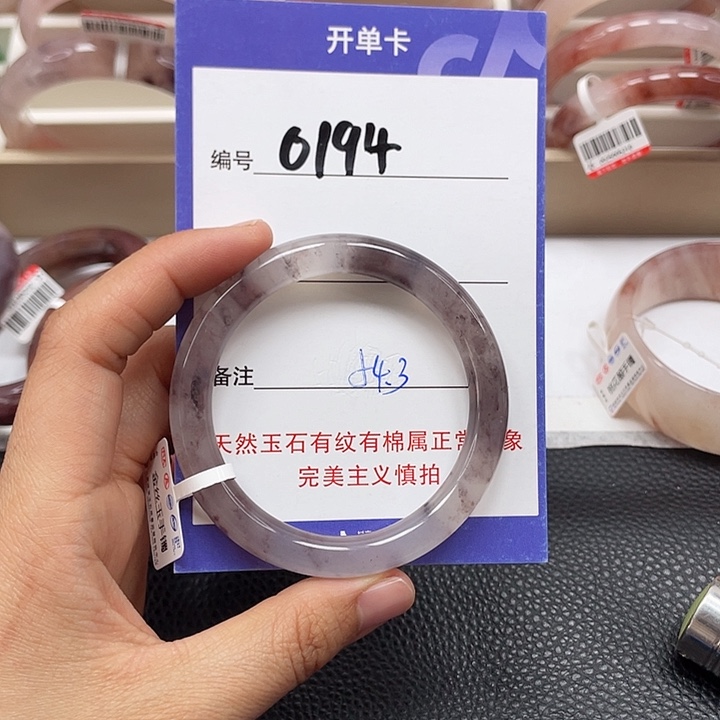 开单卡
编号 0194
备注 54.3
天然玉石有纹有棉属正常 象
完美主义慎拍